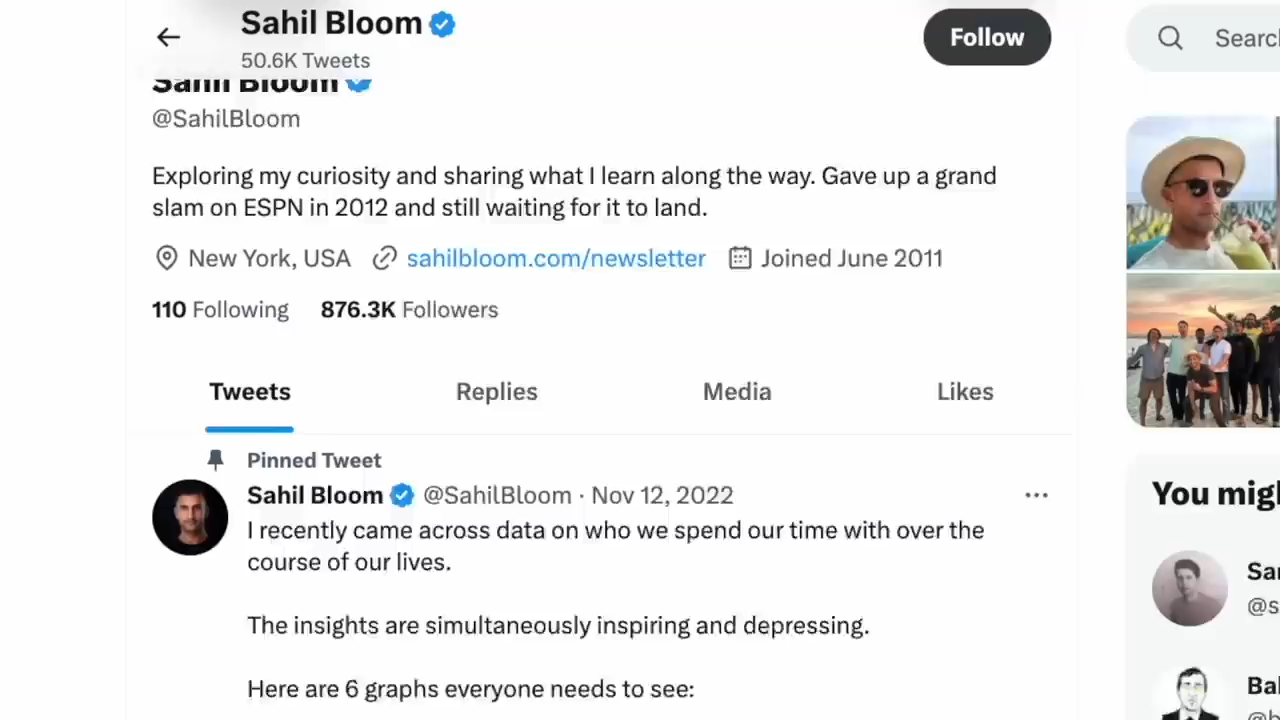 Sahil Bloom
50.6K Tweets
Follow
Search
Sahil Bloom
@SahilBloom
Exploring my curiosity and sharing what I learn along the way. Gave up a grand
slam on ESPN in 2012 and still waiting for it to land.
New York, USA sahilbloom.com/newsletter Joined June 2011
110 Following 876.3K Followers
Tweets Replies Media Likes
Pinned Tweet
Sahil Bloom @SahilBloom · Nov 12, 2022
I recently came across data on who we spend our time with over the
course of our lives.
The insights are simultaneously inspiring and depressing.
Here are 6 graphs everyone needs to see:
You